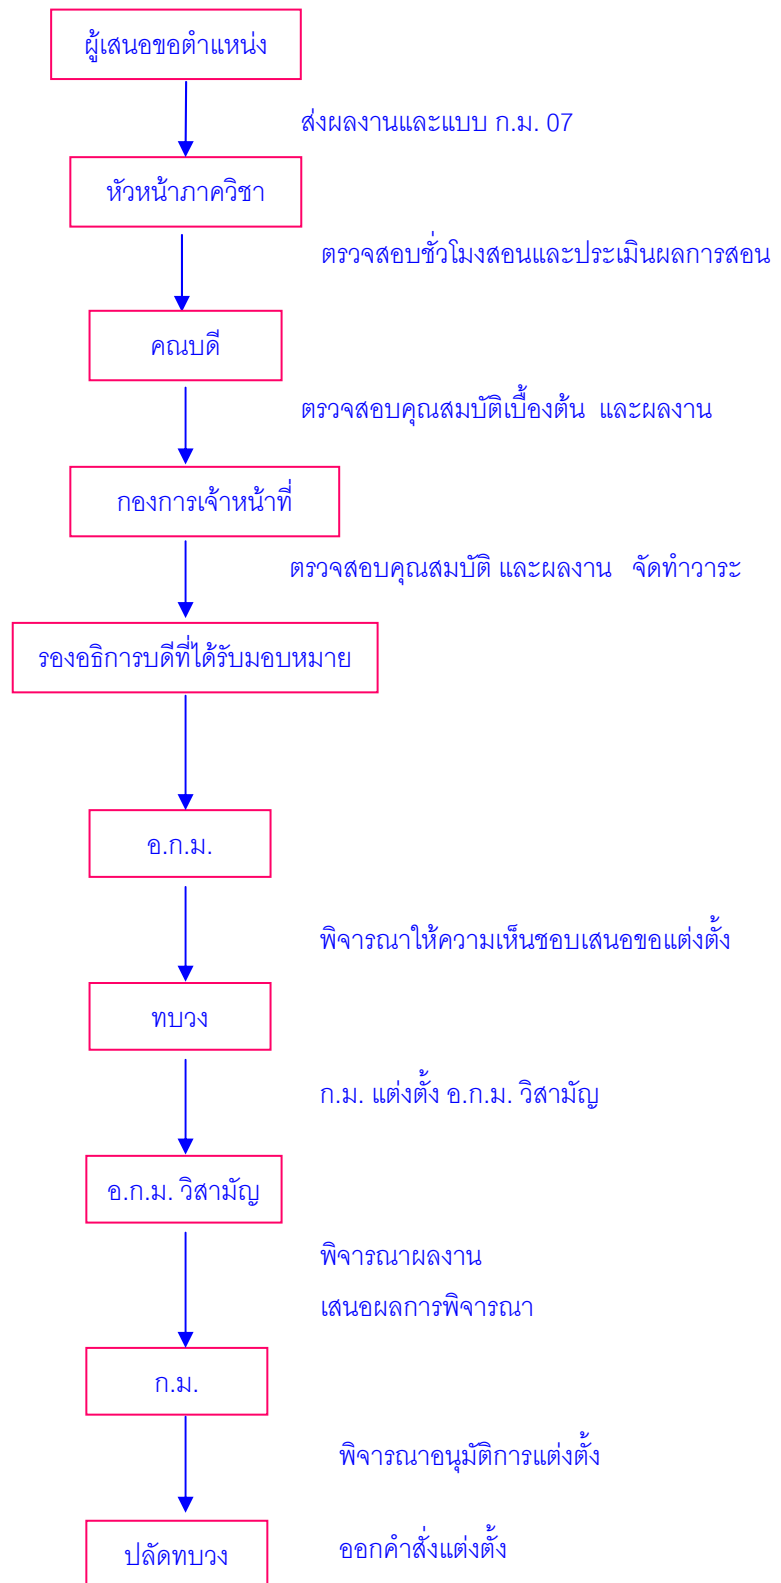 ผู้เสนอขอตำแหน่ง
ส่งผลงานและแบบ ก.ม. 07
หัวหน้าภาควิชา
ตรวจสอบชั่วโมงสอนและประเมินผลการสอน
คณบดี
ตรวจสอบคุณสมบัติเบื้องต้น และผลงาน
กองการเจ้าหน้าที่
ตรวจสอบคุณสมบัติ และผลงาน จัดทำวาระ
รองอธิการบดีที่ได้รับมอบหมาย
อ.ก.ม.
พิจารณาให้ความเห็นชอบเสนอขอแต่งตั้ง
ทบวง
ก.ม. แต่งตั้ง อ.ก.ม. วิสามัญ
อ.ก.ม. วิสามัญ
พิจารณาผลงาน
เสนอผลการพิจารณา
ก.ม.
พิจารณาอนุมัติการแต่งตั้ง
ปลัดทบวง
ออกคำสั่งแต่งตั้ง